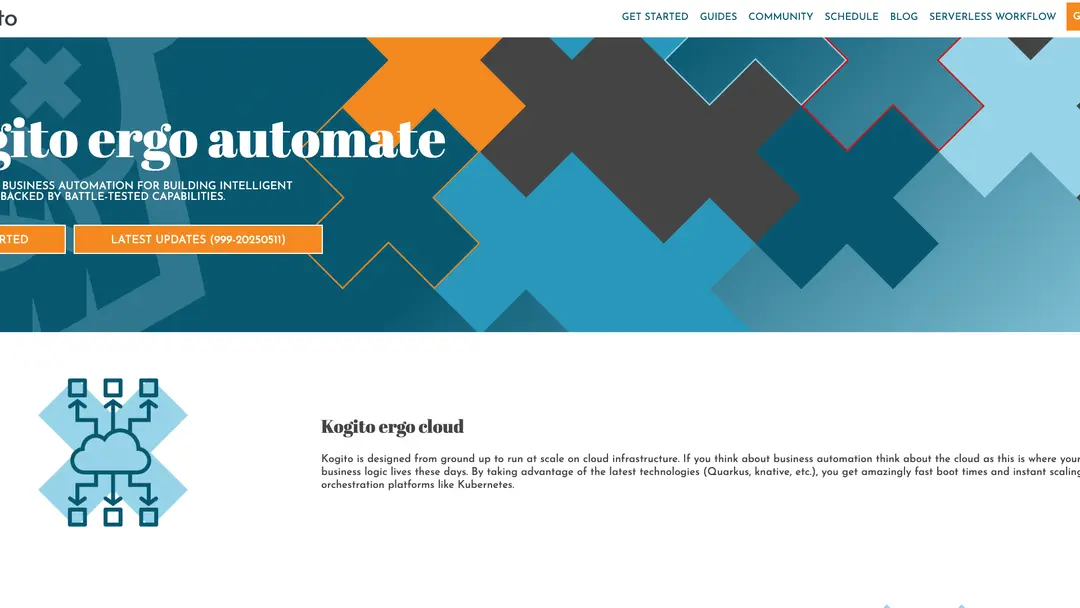 to
GET STARTED GUIDES COMMUNITY SCHEDULE BLOG SERVERLESS WORKFLOW G
gito ergo automate
BUSINESS AUTOMATION FOR BUILDING INTELLIGENT
BACKED BY BATTLE-TESTED CAPABILITIES.
RTED
LATEST UPDATES (999-20250511)
Kogito ergo cloud
Kogito is designed from ground up to run at scale on cloud infrastructure. If you think about business automation think about the cloud as this is where your
business logic lives these days. By taking advantage of the latest technologies (Quarkus, knative, etc.), you get amazingly fast boot times and instant scaling
orchestration platforms like Kubernetes.